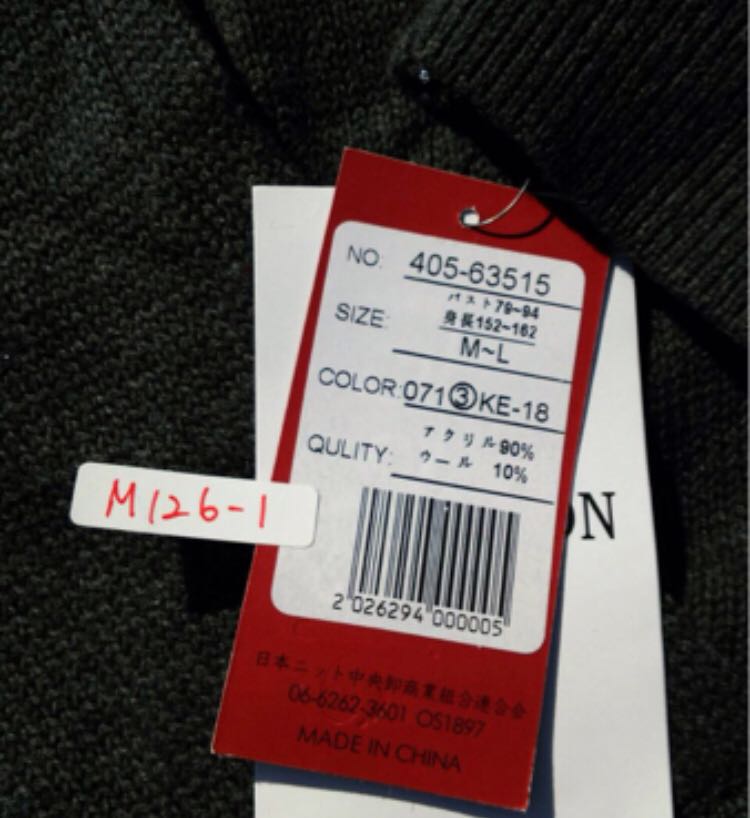 NO. 405-63515
バスト79~94
SIZE: 身長152~162
M~L
COLOR: 071③KE-18
アクリル90%
QULITY: ウール 10%
M126-1
ON
2 026294 000005
日本ニット中央卸商業組合連合会
06-6262-3601 OS1897
MADE IN CHINA